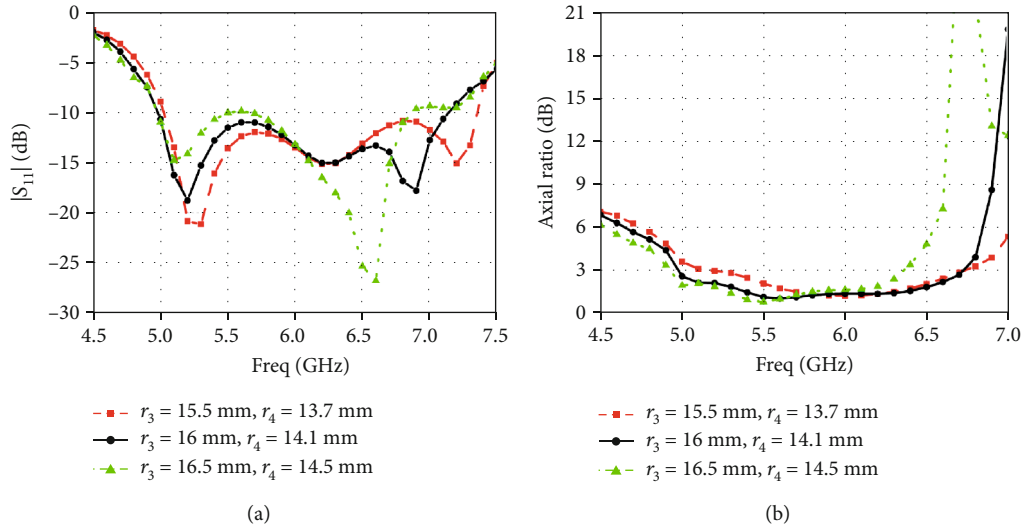 0
−5
−10
−15
−20
−25
−30
|S11| (dB)
4.5 5.0 5.5 6.0 6.5 7.0 7.5
Freq (GHz)
r3 = 15.5 mm, r4 = 13.7 mm
r3 = 16 mm, r4 = 14.1 mm
r3 = 16.5 mm, r4 = 14.5 mm
(a)
21
18
15
12
9
6
3
0
Axial ratio (dB)
4.5 5.0 5.5 6.0 6.5 7.0
Freq (GHz)
r3 = 15.5 mm, r4 = 13.7 mm
r3 = 16 mm, r4 = 14.1 mm
r3 = 16.5 mm, r4 = 14.5 mm
(b)